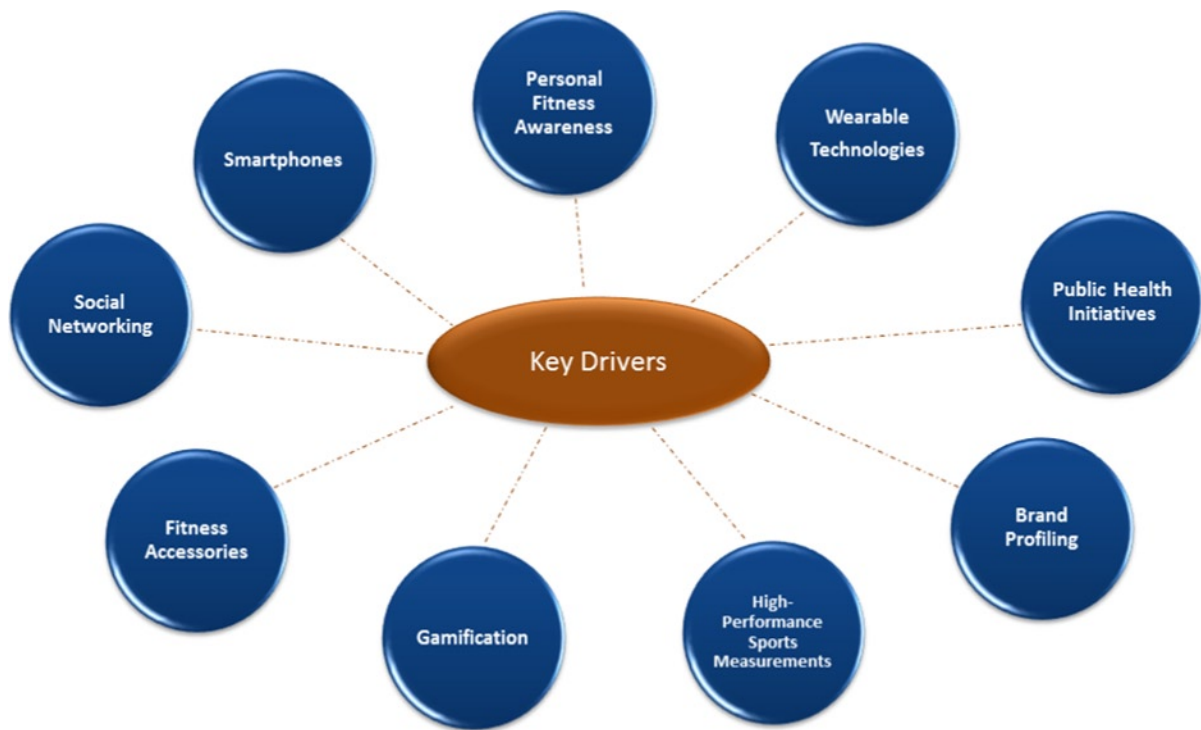 Personal
Fitness
Awareness
Wearable
Technologies
Smartphones
Public Health
Initiatives
Social
Networking
Key Drivers
Brand
Profiling
Fitness
Accessories
High-
Performance
Sports
Measurements
Gamification